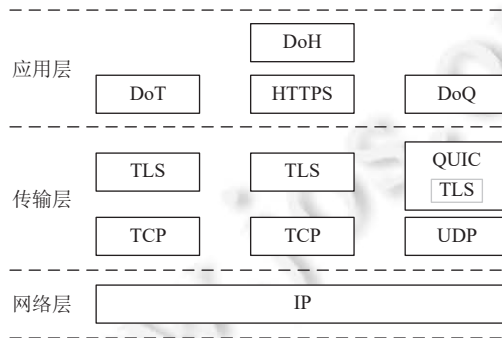 DoH
应用层
DoT HTTPS DoQ
QUIC
TLS TLS TLS
传输层
TCP TCP UDP
网络层 IP